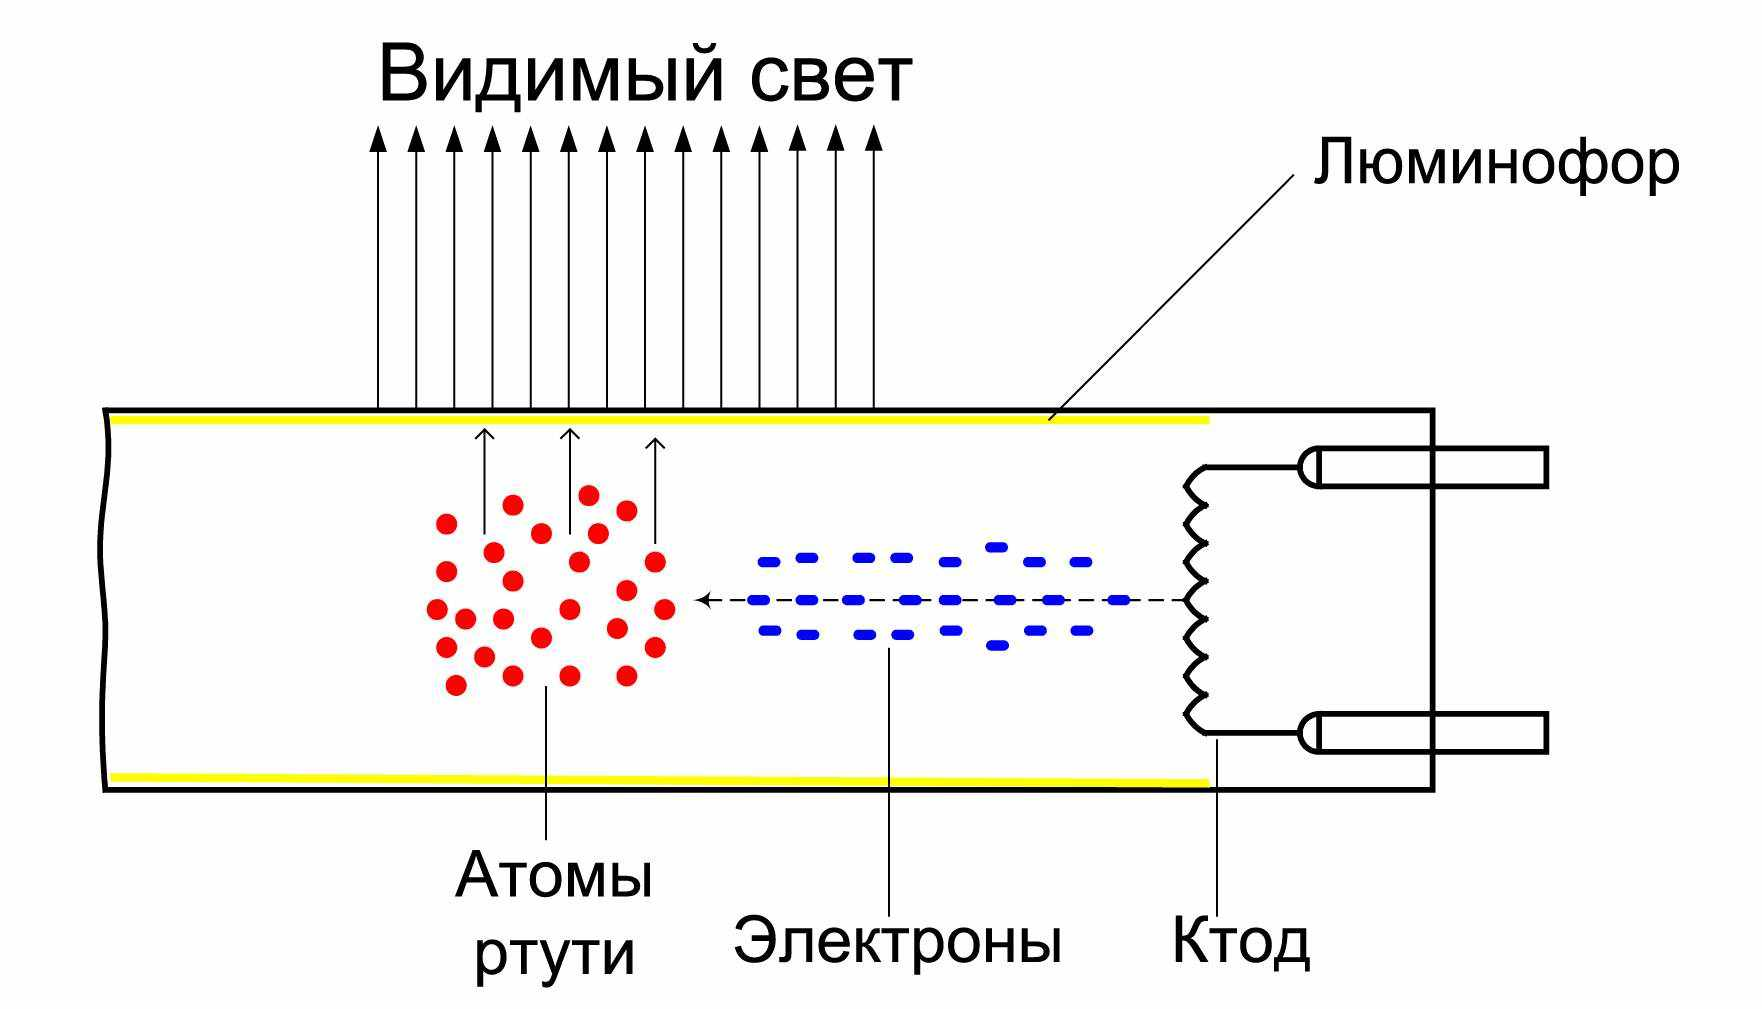 Видимый свет
Люминофор
Атомы
ртути
Электроны
Ктод